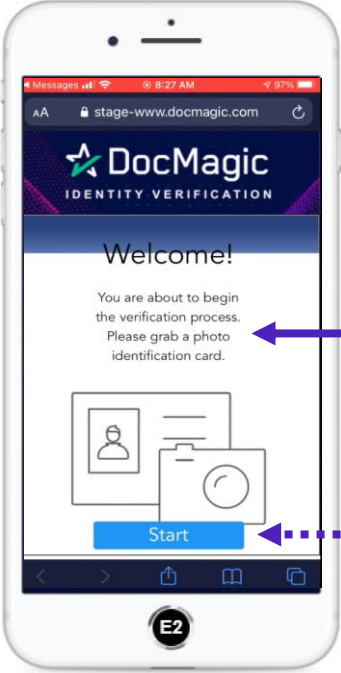 Messages 8:27 AM 97%
AA stage-www.docmagic.com
DocMagic
IDENTITY VERIFICATION
Welcome!
You are about to begin
the verification process.
Please grab a photo
identification card.
Start
E2